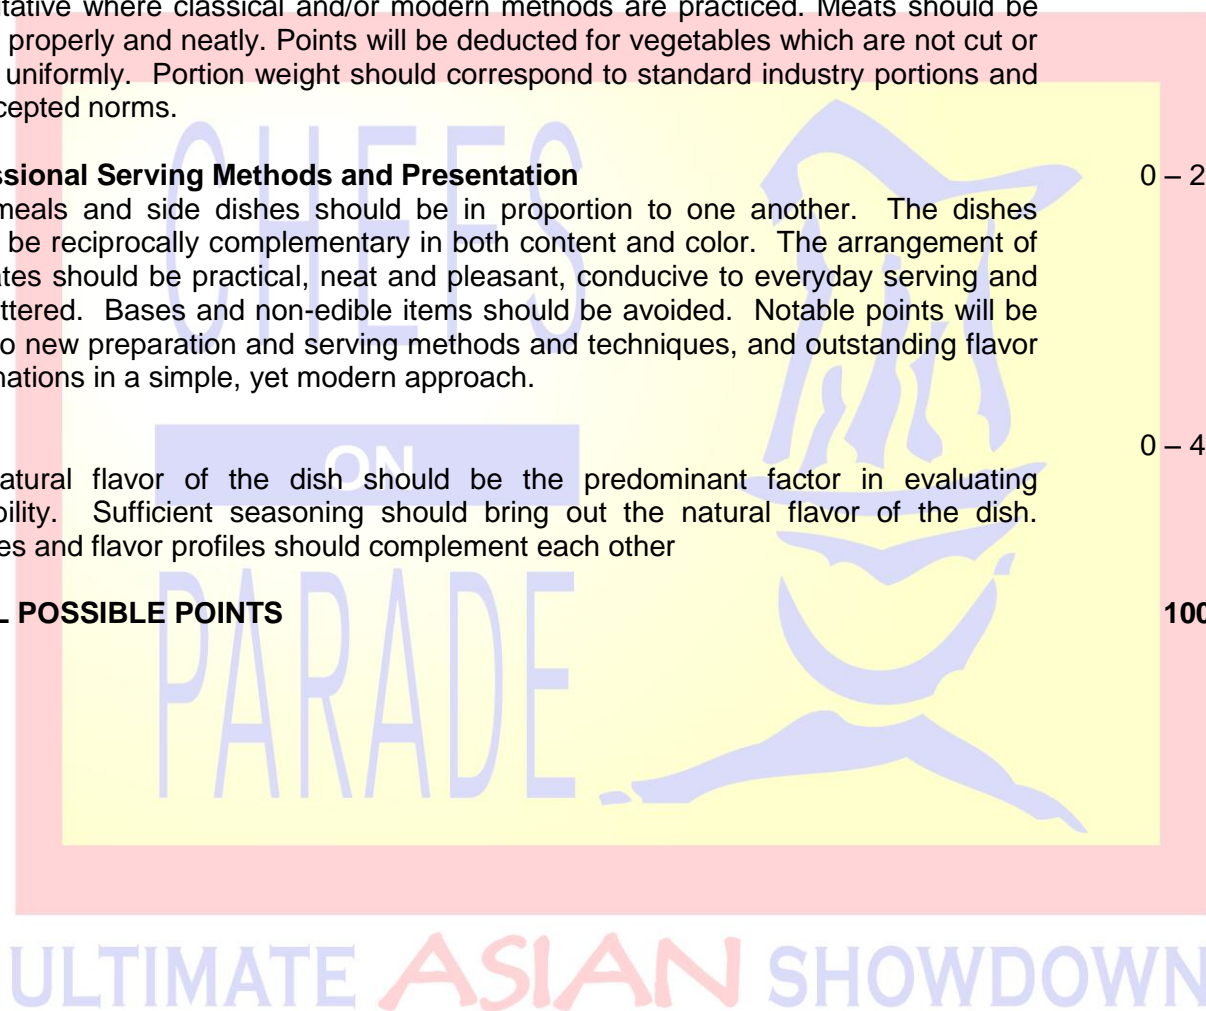 tative where classical and/or modern methods are practiced. Meats should be
properly and neatly. Points will be deducted for vegetables which are not cut or
uniformly. Portion weight should correspond to standard industry portions and
cepted norms.
ssional Serving Methods and Presentation 0 – 2
meals and side dishes should be in proportion to one another. The dishes
be reciprocally complementary in both content and color. The arrangement of
ates should be practical, neat and pleasant, conducive to everyday serving and
ttered. Bases and non-edible items should be avoided. Notable points will be
o new preparation and serving methods and techniques, and outstanding flavor
nations in a simple, yet modern approach.
0 – 4
atural flavor of the dish should be the predominant factor in evaluating
bility. Sufficient seasoning should bring out the natural flavor of the dish.
es and flavor profiles should complement each other
L POSSIBLE POINTS 100
CHEFS
ON
PARADE
ULTIMATE ASIAN SHOWDOWN